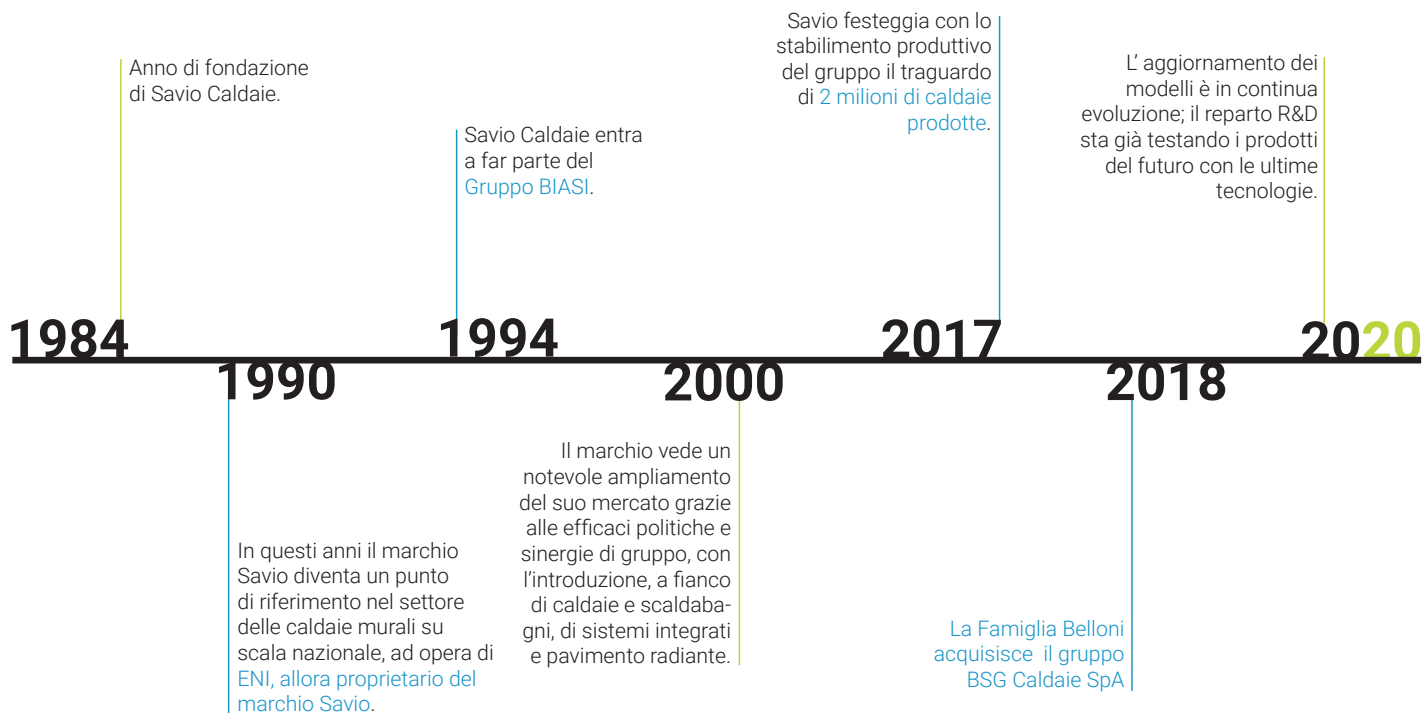 Anno di fondazione
di Savio Caldaie.
1984
In questi anni il marchio
Savio diventa un punto
di riferimento nel settore
delle caldaie murali su
scala nazionale, ad opera di
ENI, allora proprietario del
marchio Savio.
1990
Savio Caldaie entra
a far parte del
Gruppo BIASI.
1994
2000
Il marchio vede un
notevole ampliamento
del suo mercato grazie
alle efficaci politiche e
sinergie di gruppo, con
l'introduzione, a fianco
di caldaie e scaldaba-
gni, di sistemi integrati
e pavimento radiante.
Savio festeggia con lo
stabilimento produttivo
del gruppo il traguardo
di 2 milioni di caldaie
prodotte.
2017
2018
La Famiglia Belloni
acquisisce il gruppo
BSG Caldaie SpA
L' aggiornamento dei
modelli è in continua
evoluzione; il reparto R&D
sta già testando i prodotti
del futuro con le ultime
tecnologie.
2020